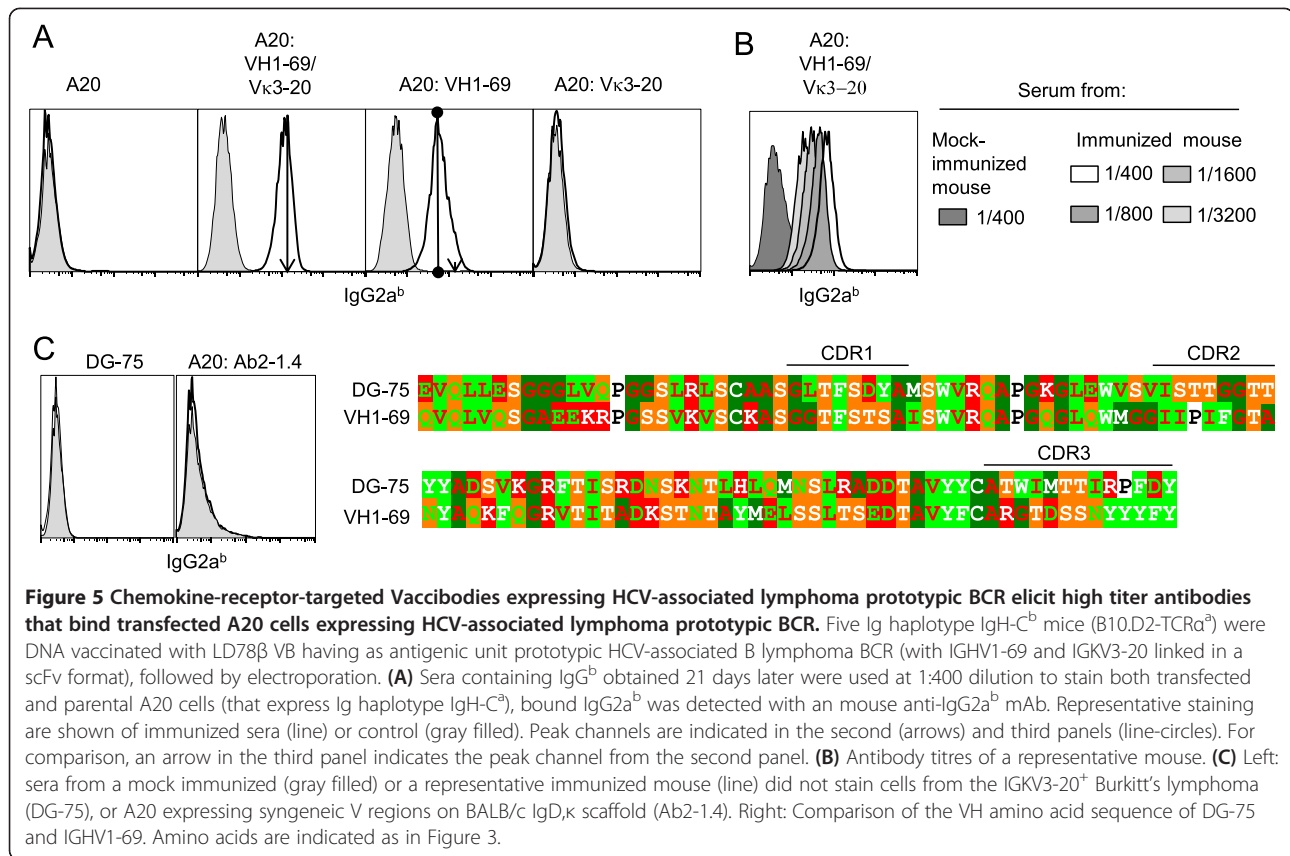 A
A20
A20:
VH1-69/
Vκ3-20
A20: VH1-69
A20: Vκ3-20
IgG2aᵇ
B
A20:
VH1-69/
Vκ3–20
IgG2aᵇ
Serum from:
Mock-
immunized
mouse
1/400
Immunized mouse
1/400
1/1600
1/800
1/3200
C
DG-75
A20: Ab2-1.4
IgG2aᵇ
CDR1
CDR2
DG-75 EVQLLESGGGLVQPGGSLRLSCAASGLTFSDYAMSWVRQAPGKGLEWVSVISTTGGTT
VH1-69 QVQLVQSGAEEKRPGSSVKVSCKASGGTFSTSAISWVRQAPGQGLQWMGGIIPIFGTA
CDR3
DG-75 YYADSVKGRFTISRDNSKNTLHLQMNSLRADDTAVYYCATWIMTTIRPFDY
VH1-69 NYAQKFQGRVTITADKSTNTAYMELSSLTSEDTAVYFCARGTDSSNYYYFY
Figure 5 Chemokine-receptor-targeted Vaccibodies expressing HCV-associated lymphoma prototypic BCR elicit high titer antibodies
that bind transfected A20 cells expressing HCV-associated lymphoma prototypic BCR. Five Ig haplotype IgH-Cᵇ mice (B10.D2-TCRαᵃ) were
DNA vaccinated with LD78β VB having as antigenic unit prototypic HCV-associated B lymphoma BCR (with IGHV1-69 and IGKV3-20 linked in a
scFv format), followed by electroporation. (A) Sera containing IgGᵇ obtained 21 days later were used at 1:400 dilution to stain both transfected
and parental A20 cells (that express Ig haplotype IgH-Cᵃ), bound IgG2aᵇ was detected with an mouse anti-IgG2aᵇ mAb. Representative staining
are shown of immunized sera (line) or control (gray filled). Peak channels are indicated in the second (arrows) and third panels (line-circles). For
comparison, an arrow in the third panel indicates the peak channel from the second panel. (B) Antibody titres of a representative mouse. (C) Left:
sera from a mock immunized (gray filled) or a representative immunized mouse (line) did not stain cells from the IGKV3-20⁺ Burkitt's lymphoma
(DG-75), or A20 expressing syngeneic V regions on BALB/c IgD,κ scaffold (Ab2-1.4). Right: Comparison of the VH amino acid sequence of DG-75
and IGHV1-69. Amino acids are indicated as in Figure 3.